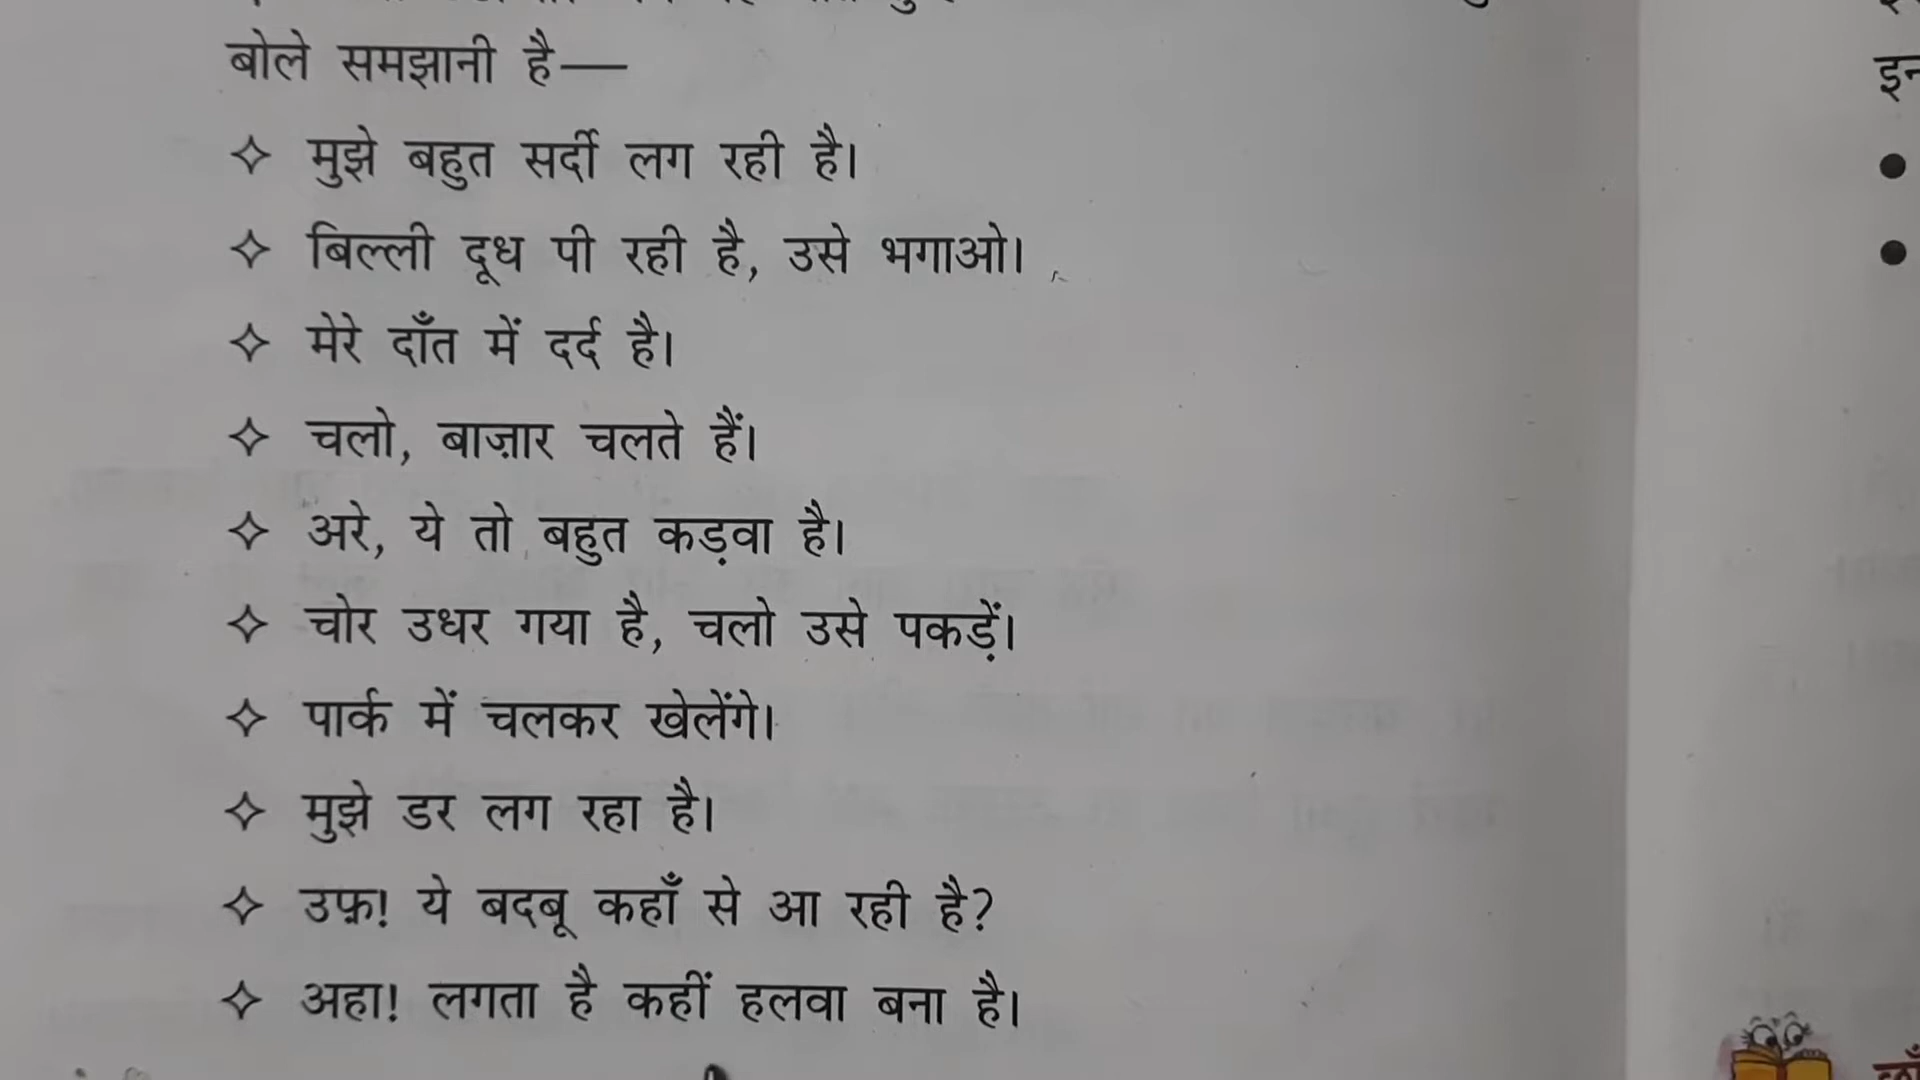 बोले समझानी है—
✧ मुझे बहुत सर्दी लग रही है।
✧ बिल्ली दूध पी रही है, उसे भगाओ।
✧ मेरे दाँत में दर्द है।
✧ चलो, बाज़ार चलते हैं।
✧ अरे, ये तो बहुत कड़वा है।
✧ चोर उधर गया है, चलो उसे पकड़ें।
✧ पार्क में चलकर खेलेंगे।
✧ मुझे डर लग रहा है।
✧ उफ़! ये बदबू कहाँ से आ रही है?
✧ अहा! लगता है कहीं हलवा बना है।